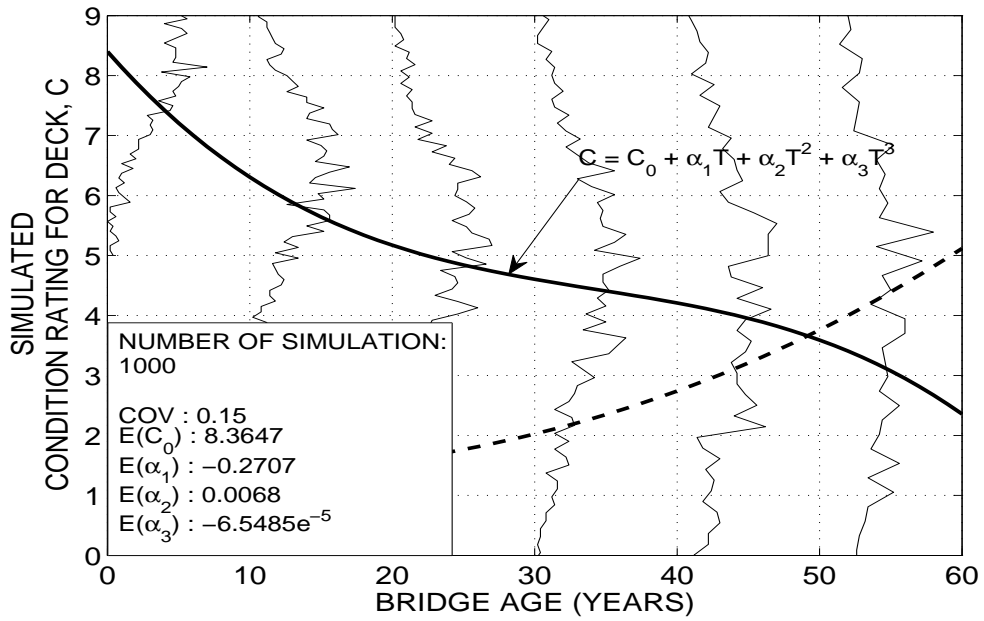 9
8
7
6
5
4
3
2
1
0
SIMULATED
CONDITION RATING FOR DECK, C
C = C₀ + α₁T + α₂T² + α₃T³
NUMBER OF SIMULATION:
1000
COV : 0.15
E(C₀) : 8.3647
E(α₁) : −0.2707
E(α₂) : 0.0068
E(α₃) : −6.5485e⁻⁵
0 10 20 30 40 50 60
BRIDGE AGE (YEARS)